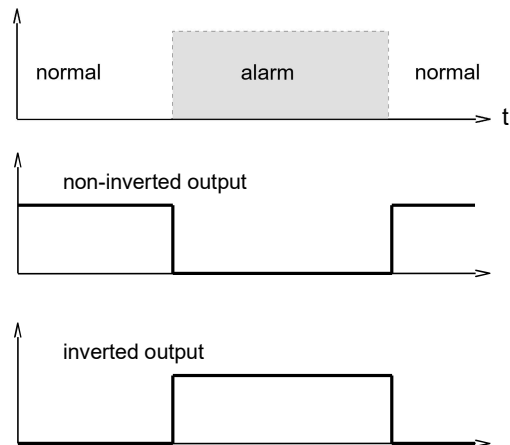 normal alarm normal
t
non-inverted output
inverted output